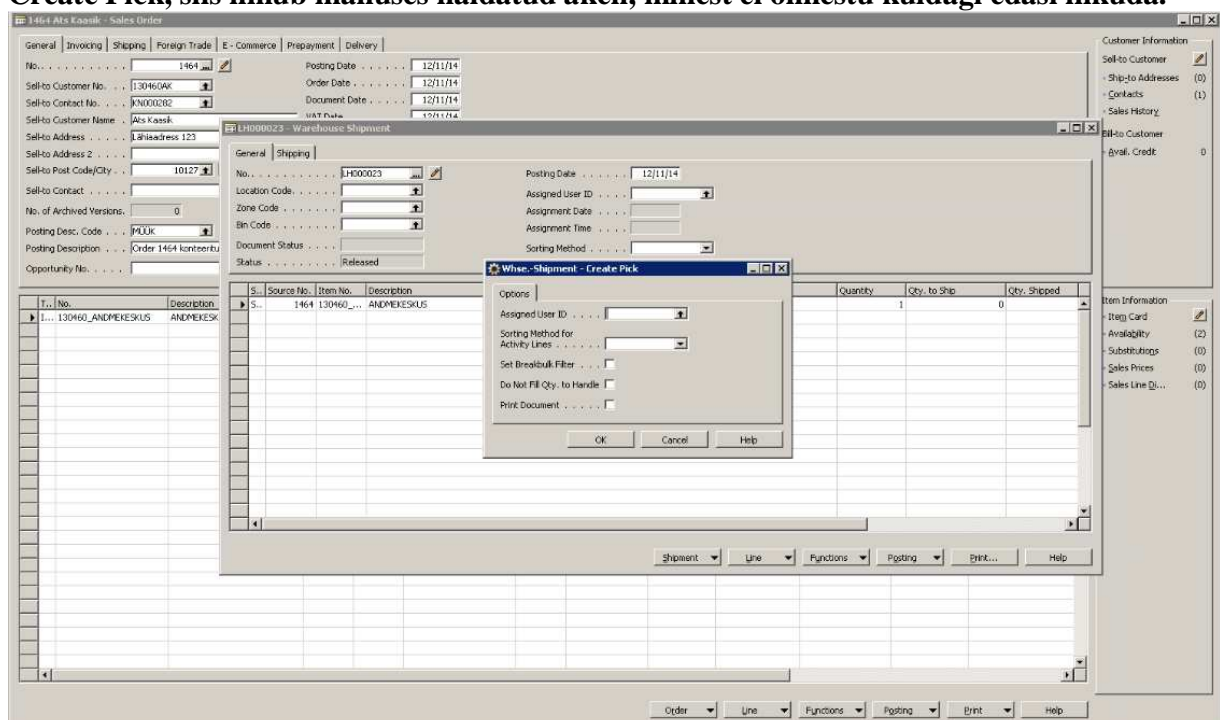 Create Pick, siis ilmub manuses näidatud aken, millest ei õnnestu kuidagi edasi liikuda.
1464 Ats Kaasik - Sales Order
General Invoicing Shipping Foreign Trade E - Commerce Prepayment Delivery
No. 1464
Sell-to Customer No. 130460AK
Sell-to Contact No. KN000282
Sell-to Customer Name Ats Kaasik
Sell-to Address Lähiaadress 123
Sell-to Address 2
Sell-to Post Code/City 10127
Sell-to Contact
No. of Archived Versions. 0
Posting Desc. Code MÜÜK
Posting Description Order 1464 konteeritu
Opportunity No.
Posting Date 12/11/14
Order Date 12/11/14
Document Date 12/11/14
VAT Date 12/11/14
Customer Information
Sell-to Customer
Ship-to Addresses (0)
Contacts (1)
Sales History
Bill-to Customer
Avail. Credit 0
LH000023 - Warehouse Shipment
General Shipping
No. LH000023
Location Code
Zone Code
Bin Code
Document Status
Status Released
Posting Date 12/11/14
Assigned User ID
Assignment Date
Assignment Time
Sorting Method
S.. Source No. Item No. Description Quantity Qty. to Ship Qty. Shipped
S.. 1464 130460_... ANDMEKESKUS 1 0
Whse.-Shipment - Create Pick
Options
Assigned User ID
Sorting Method for
Activity Lines
Set Breakbulk Filter
Do Not Fill Qty. to Handle
Print Document
OK Cancel Help
Shipment Line Functions Posting Print... Help
T.. No. Description
I... 130460_ANDMEKESKUS ANDMEKESK
Item Information
Item Card
Availability (2)
Substitutions (0)
Sales Prices (0)
Sales Line Di... (0)
Order Line Functions Posting Print Help